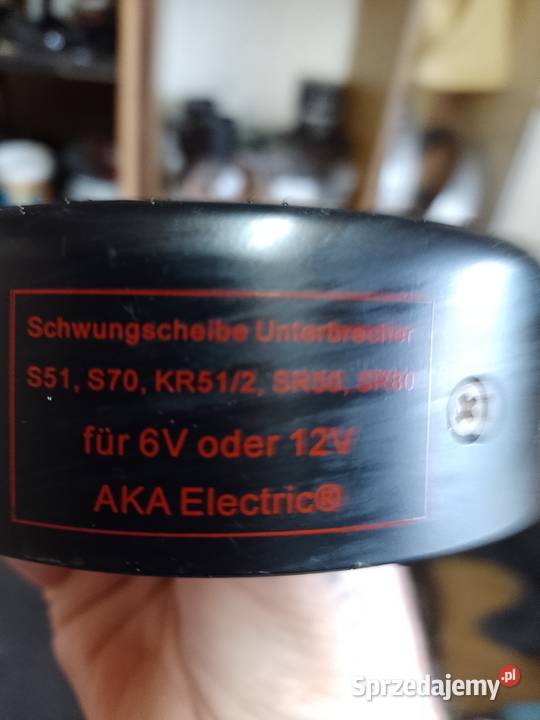 Schwungscheibe Unterbrecher
S51, S70, KR51/2, SR50, SR80
für 6V oder 12V
AKA Electric®
Sprzedajemy.pl